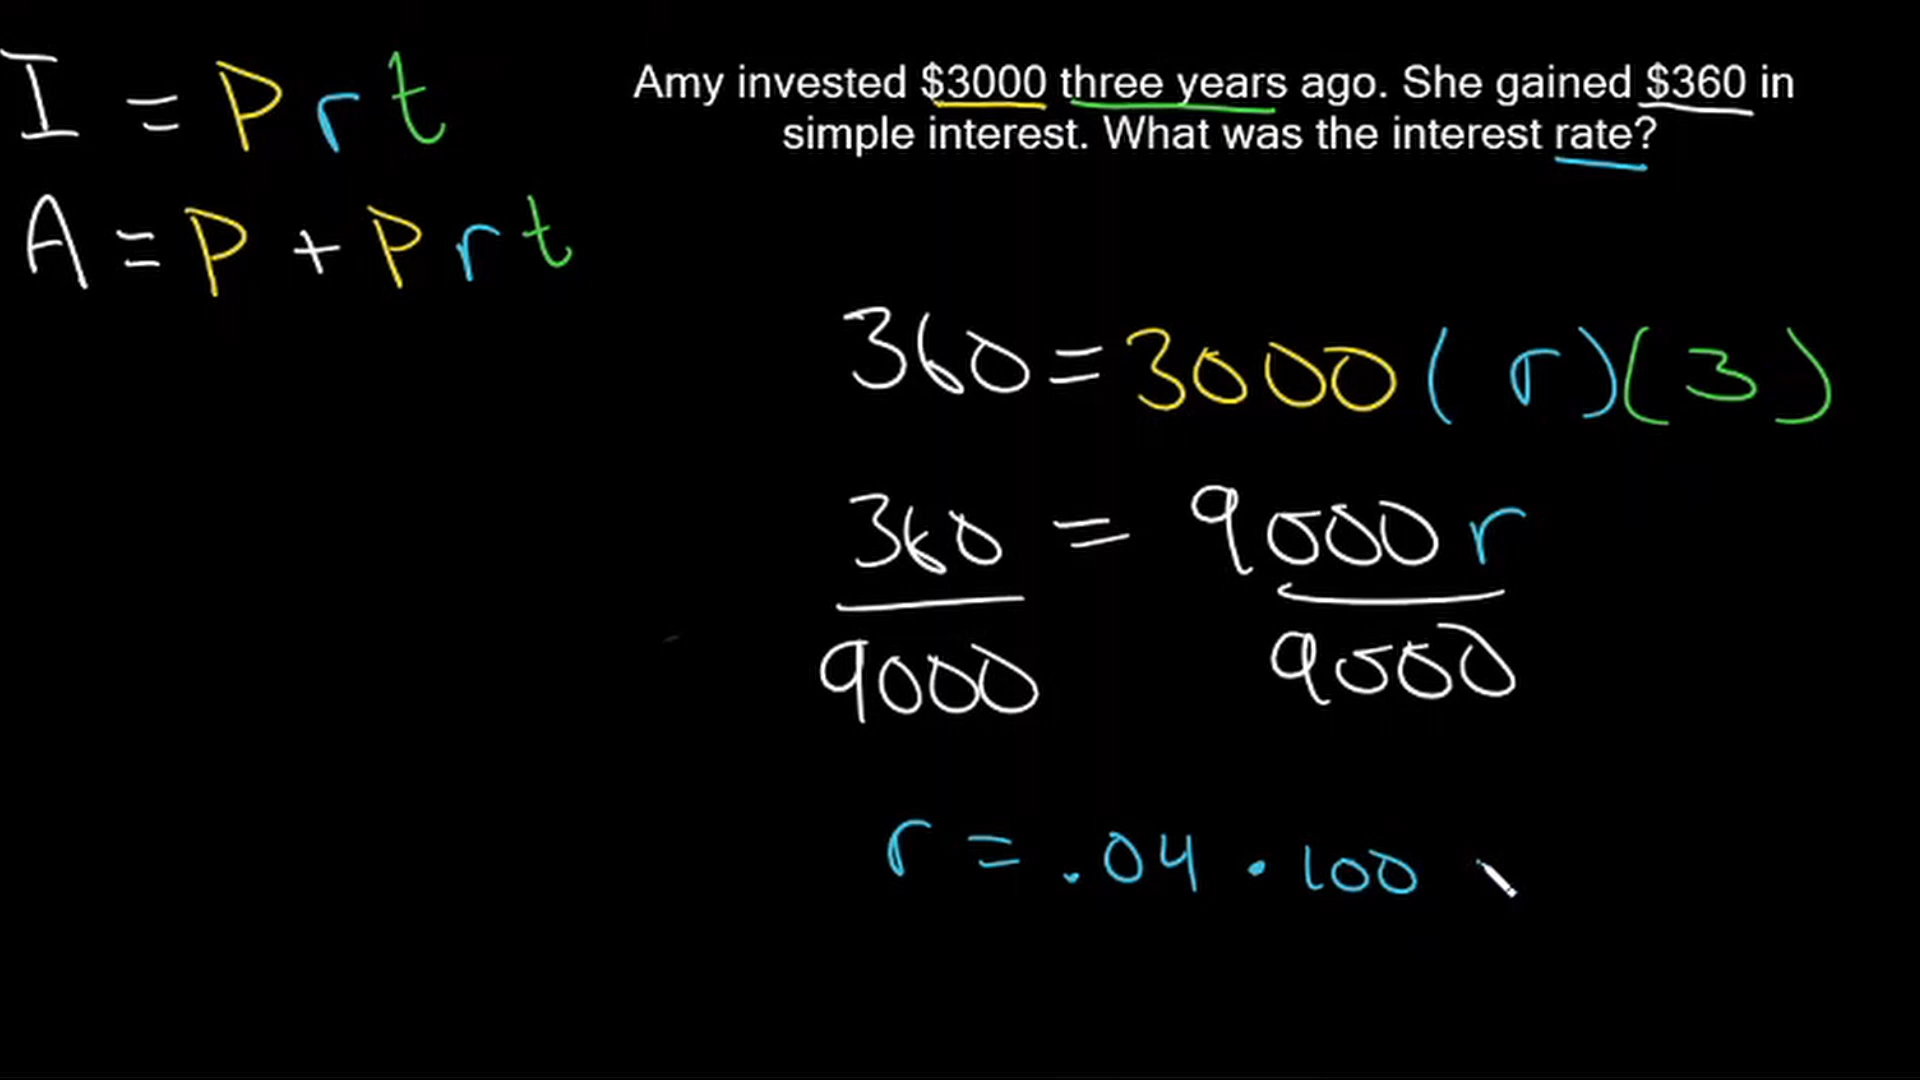 I = Prt
A = P + Prt
Amy invested $3000 three years ago. She gained $360 in
simple interest. What was the interest rate?
360 = 3000(r)(3)
360 = 9000r
9000 9000
r = .04 · 100